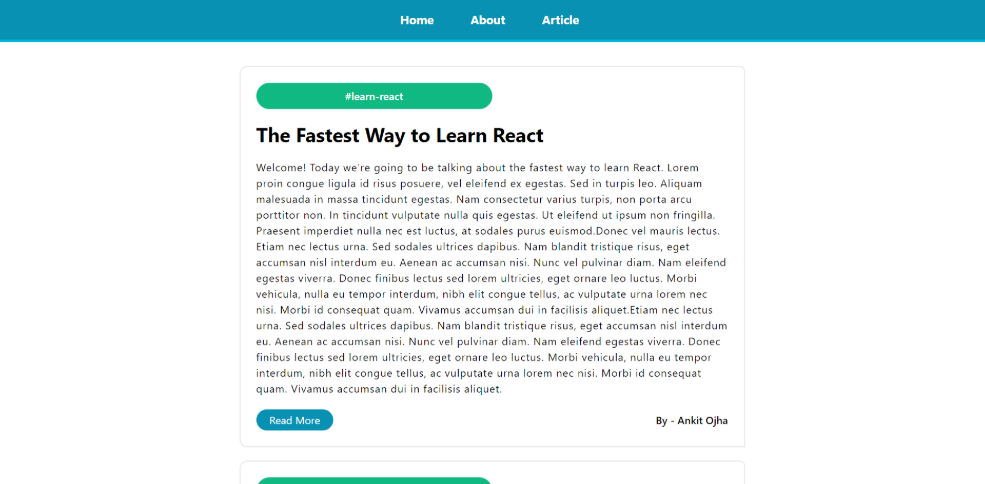 Home About Article
#learn-react
The Fastest Way to Learn React
Welcome! Today we're going to be talking about the fastest way to learn React. Lorem
proin congue ligula id risus posuere, vel eleifend ex egestas. Sed in turpis leo. Aliquam
malesuada in massa tincidunt egestas. Nam consectetur varius turpis, non porta arcu
porttitor non. In tincidunt vulputate nulla quis egestas. Ut eleifend ut ipsum non fringilla.
Praesent imperdiet nulla nec est luctus, at sodales purus euismod.Donec vel mauris lectus.
Etiam nec lectus urna. Sed sodales ultrices dapibus. Nam blandit tristique risus, eget
accumsan nisl interdum eu. Aenean ac accumsan nisi. Nunc vel pulvinar diam. Nam eleifend
egestas viverra. Donec finibus lectus sed lorem ultricies, eget ornare leo luctus. Morbi
vehicula, nulla eu tempor interdum, nibh elit congue tellus, ac vulputate urna lorem nec
nisi. Morbi id consequat quam. Vivamus accumsan dui in facilisis aliquet.Etiam nec lectus
urna. Sed sodales ultrices dapibus. Nam blandit tristique risus, eget accumsan nisl interdum
eu. Aenean ac accumsan nisi. Nunc vel pulvinar diam. Nam eleifend egestas viverra. Donec
finibus lectus sed lorem ultricies, eget ornare leo luctus. Morbi vehicula, nulla eu tempor
interdum, nibh elit congue tellus, ac vulputate urna lorem nec nisi. Morbi id consequat
quam. Vivamus accumsan dui in facilisis aliquet.
Read More By - Ankit Ojha